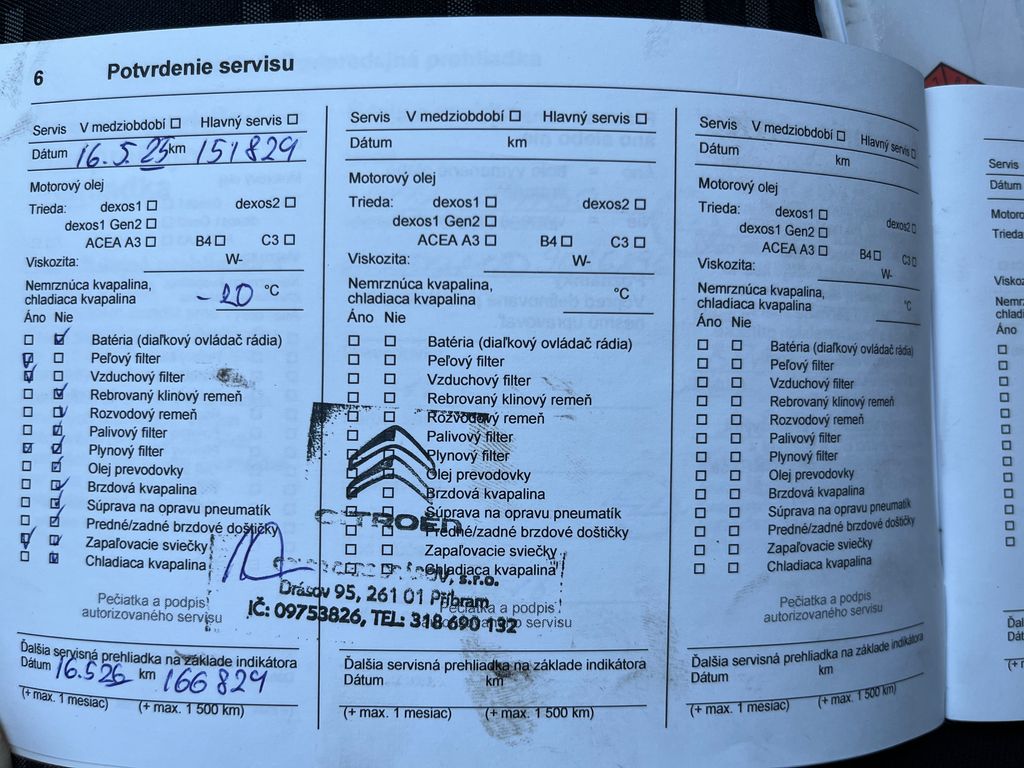 6
Potvrdenie servisu
Servis V medziobdobí ☐ Hlavný servis ☐
Dátum 16.5.25 km 151829
Motorový olej
Trieda: dexos1 ☐ dexos2 ☐
dexos1 Gen2 ☐
ACEA A3 ☐ B4 ☐ C3 ☐
Viskozita: W-
Nemrznúca kvapalina,
chladiaca kvapalina -20 °C
Áno Nie
Batéria (diaľkový ovládač rádia)
Peľový filter
Vzduchový filter
Rebrovaný klinový remeň
Rozvodový remeň
Palivový filter
Plynový filter
Olej prevodovky
Brzdová kvapalina
Súprava na opravu pneumatík
Predné/zadné brzdové doštičky
Zapaľovacie sviečky
Chladiaca kvapalina
Pečiatka a podpis
autorizovaného servisu
Ďalšia servisná prehliadka na základe indikátora
Dátum 16.5.26 km 166829
(+ max. 1 mesiac) (+ max. 1 500 km)
Servis V medziobdobí ☐ Hlavný servis ☐
Dátum km
Motorový olej
Trieda: dexos1 ☐ dexos2 ☐
dexos1 Gen2 ☐
ACEA A3 ☐ B4 ☐ C3 ☐
Viskozita: W-
Nemrznúca kvapalina,
chladiaca kvapalina °C
Áno Nie
Batéria (diaľkový ovládač rádia)
Peľový filter
Vzduchový filter
Rebrovaný klinový remeň
Rozvodový remeň
Palivový filter
Plynový filter
Olej prevodovky
Brzdová kvapalina
Súprava na opravu pneumatík
Predné/zadné brzdové doštičky
Zapaľovacie sviečky
Chladiaca kvapalina
CITROËN
s.r.o.
Drásov 95, 261 01 Příbram
IČ: 09753826, TEL: 318 690 132
Pečiatka a podpis
autorizovaného servisu
Ďalšia servisná prehliadka na základe indikátora
Dátum km
(+ max. 1 mesiac) (+ max. 1 500 km)
Servis V medziobdobí ☐ Hlavný servis ☐
Dátum km
Motorový olej
Trieda: dexos1 ☐ dexos2 ☐
dexos1 Gen2 ☐
ACEA A3 ☐ B4 ☐ C3 ☐
Viskozita: W-
Nemrznúca kvapalina,
chladiaca kvapalina °C
Áno Nie
Batéria (diaľkový ovládač rádia)
Peľový filter
Vzduchový filter
Rebrovaný klinový remeň
Rozvodový remeň
Palivový filter
Plynový filter
Olej prevodovky
Brzdová kvapalina
Súprava na opravu pneumatík
Predné/zadné brzdové doštičky
Zapaľovacie sviečky
Chladiaca kvapalina
Pečiatka a podpis
autorizovaného servisu
Ďalšia servisná prehliadka na základe indikátora
Dátum km
(+ max. 1 mesiac) (+ max. 1 500 km)
Servis
Dátum
Áno